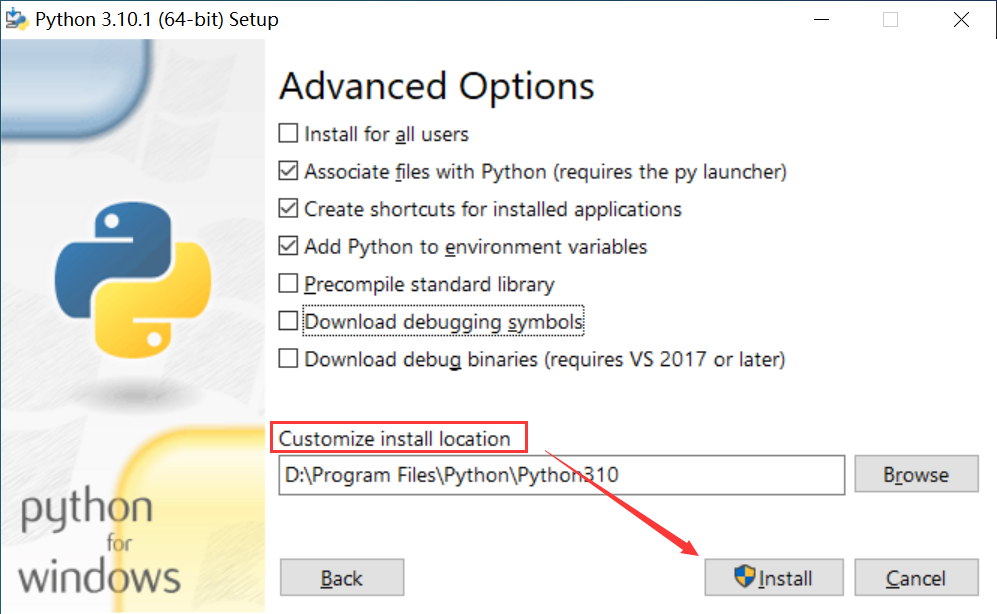 Python 3.10.1 (64-bit) Setup
Advanced Options
Install for all users
Associate files with Python (requires the py launcher)
Create shortcuts for installed applications
Add Python to environment variables
Precompile standard library
Download debugging symbols
Download debug binaries (requires VS 2017 or later)
Customize install location
D:\Program Files\Python\Python310
Browse
python
for
windows
Back
Install
Cancel